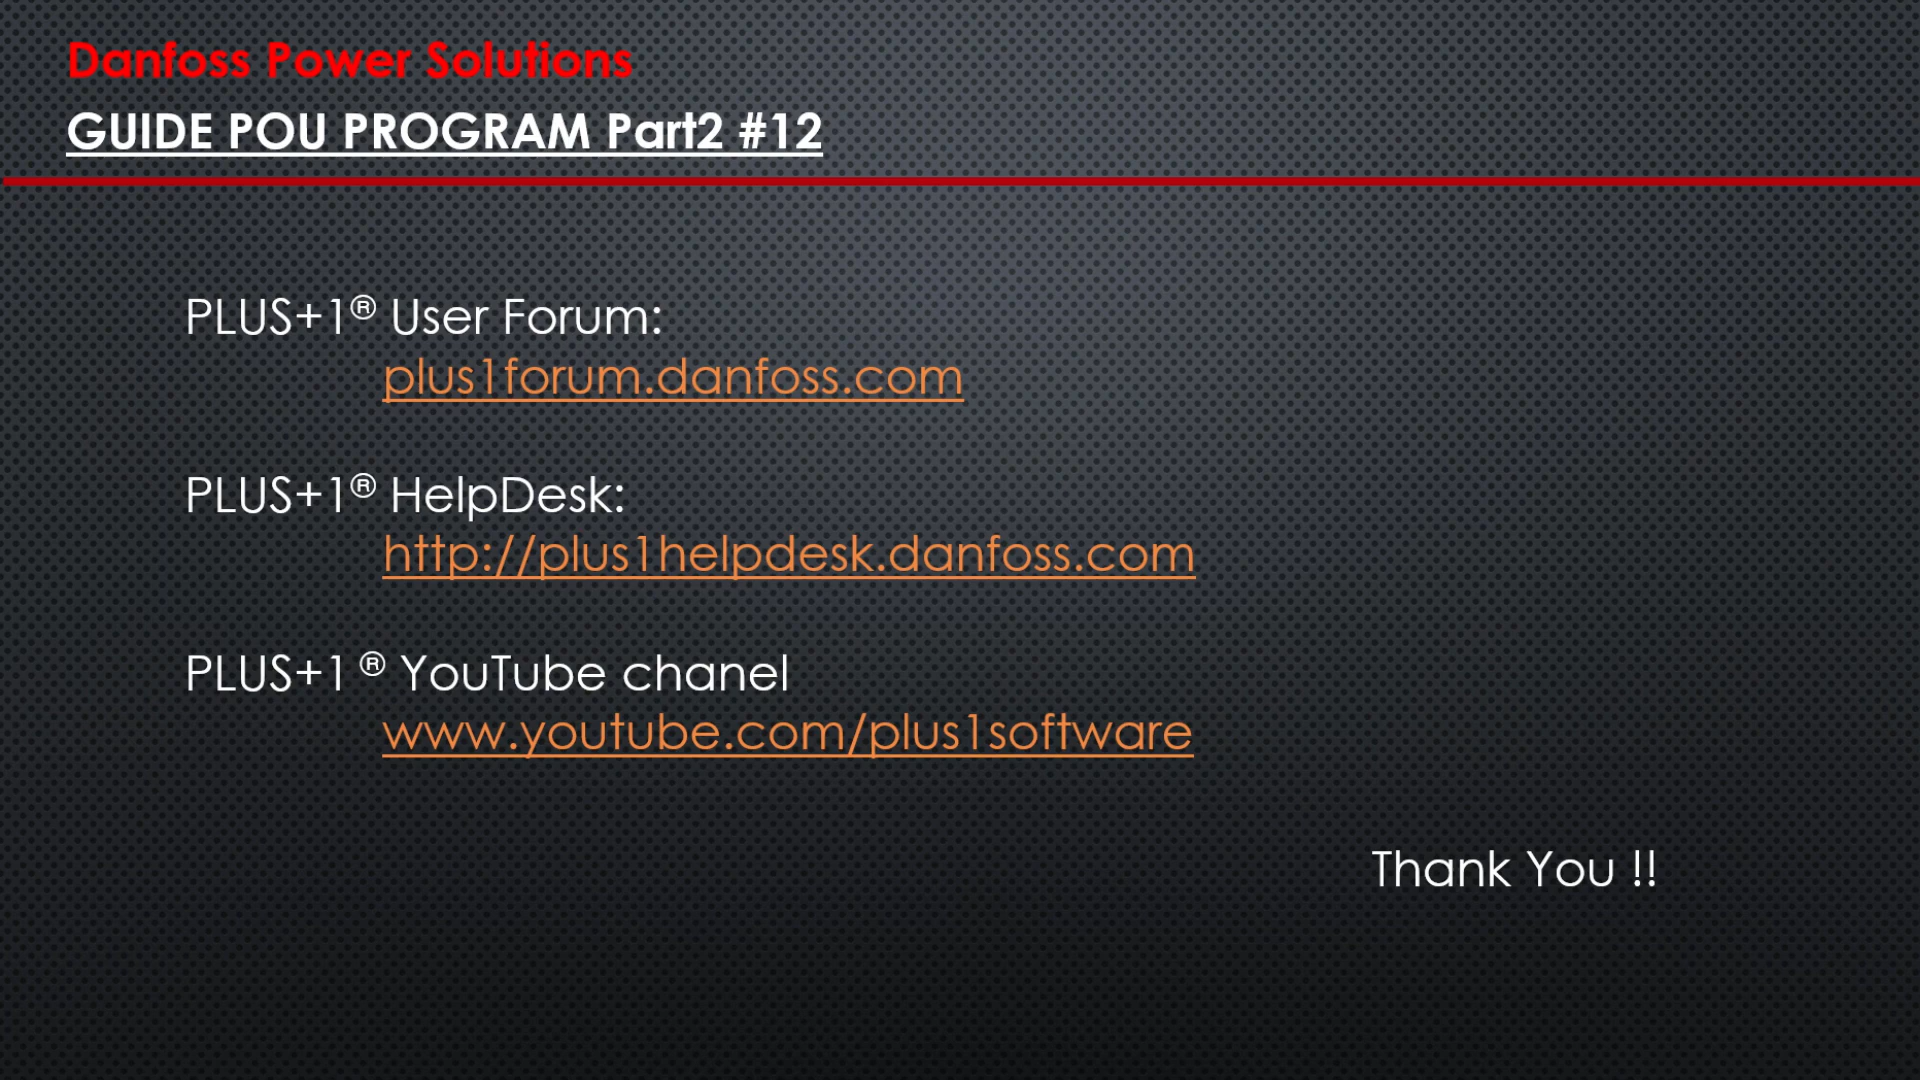 Danfoss Power Solutions
GUIDE POU PROGRAM Part2 #12
PLUS+1® User Forum:
plus1forum.danfoss.com
PLUS+1® HelpDesk:
http://plus1helpdesk.danfoss.com
PLUS+1 ® YouTube chanel
www.youtube.com/plus1software
Thank You !!